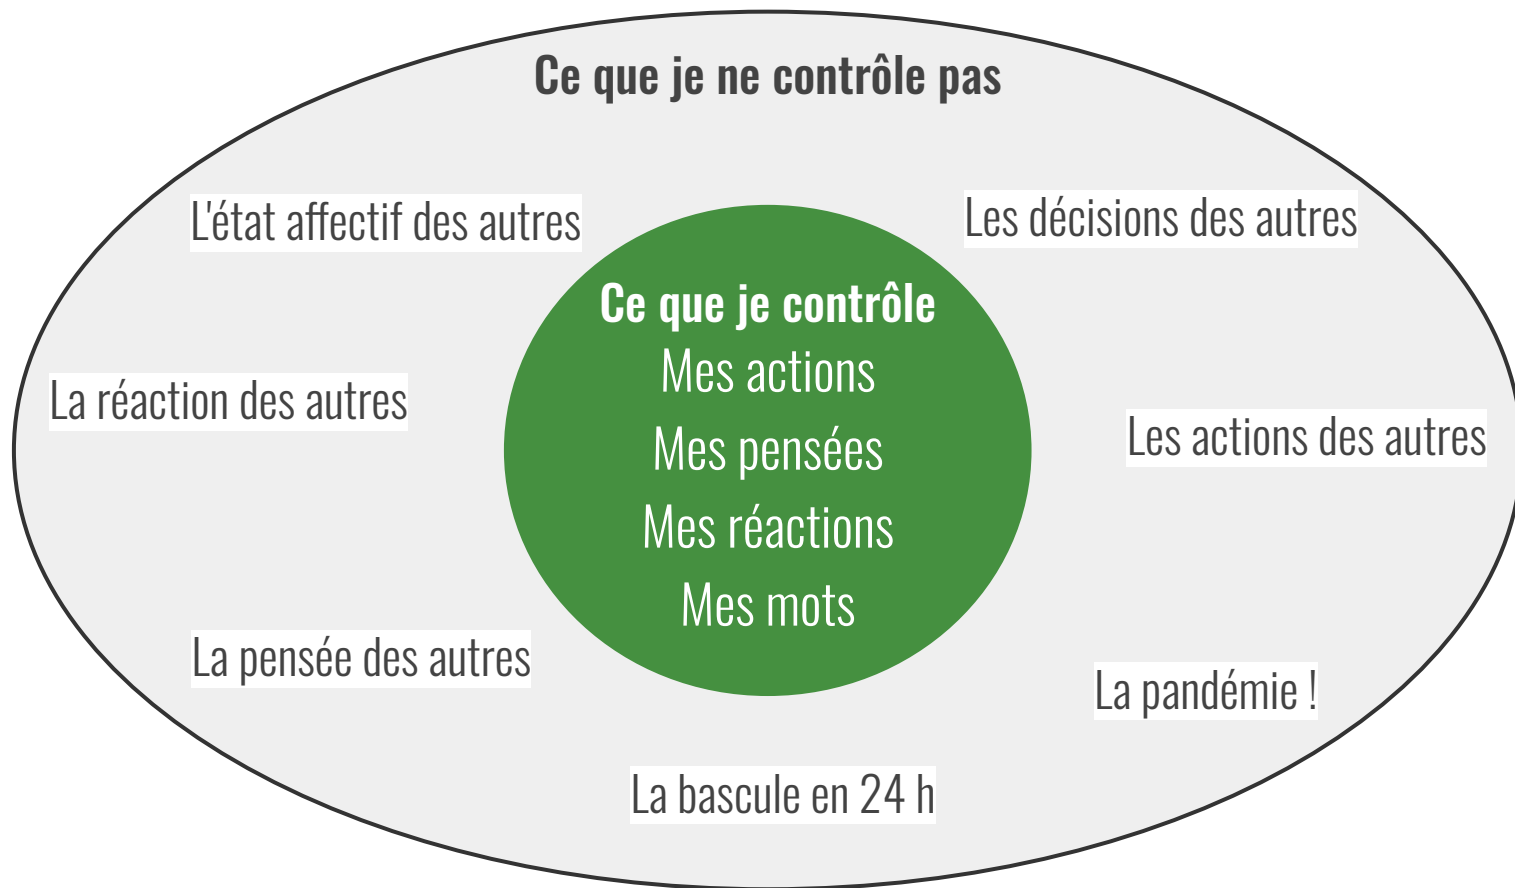 Ce que je ne contrôle pas
L'état affectif des autres
Les décisions des autres
Ce que je contrôle
Mes actions
Mes pensées
Mes réactions
Mes mots
La réaction des autres
Les actions des autres
La pensée des autres
La pandémie !
La bascule en 24 h